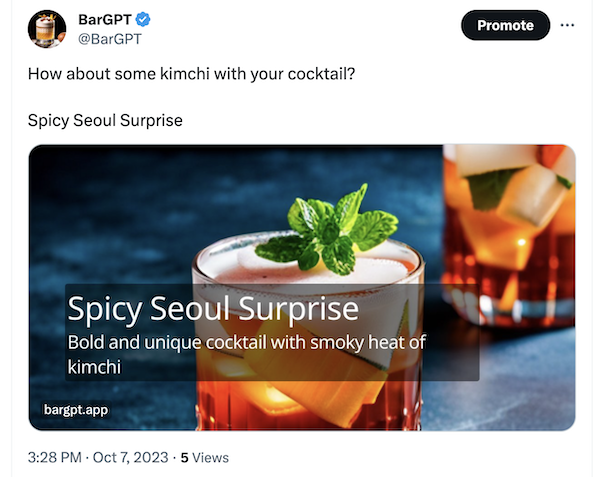 BarGPT
@BarGPT
Promote
How about some kimchi with your cocktail?
Spicy Seoul Surprise
Spicy Seoul Surprise
Bold and unique cocktail with smoky heat of
kimchi
bargpt.app
3:28 PM · Oct 7, 2023 · 5 Views